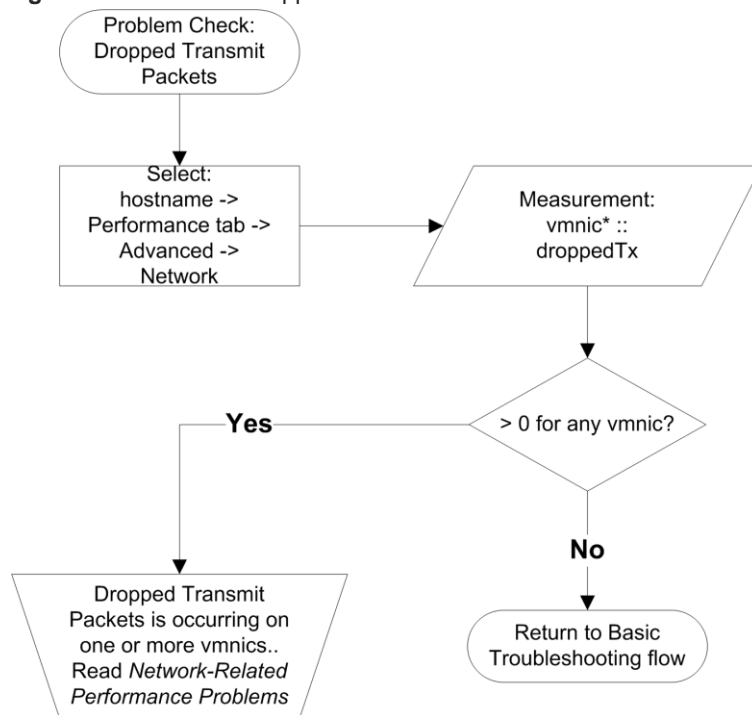 Problem Check:
Dropped Transmit
Packets
Select:
hostname ->
Performance tab ->
Advanced ->
Network
Measurement:
vmnic* ::
droppedTx
> 0 for any vmnic?
Yes
No
Dropped Transmit
Packets is occurring on
one or more vmnics..
Read Network-Related
Performance Problems
Return to Basic
Troubleshooting flow